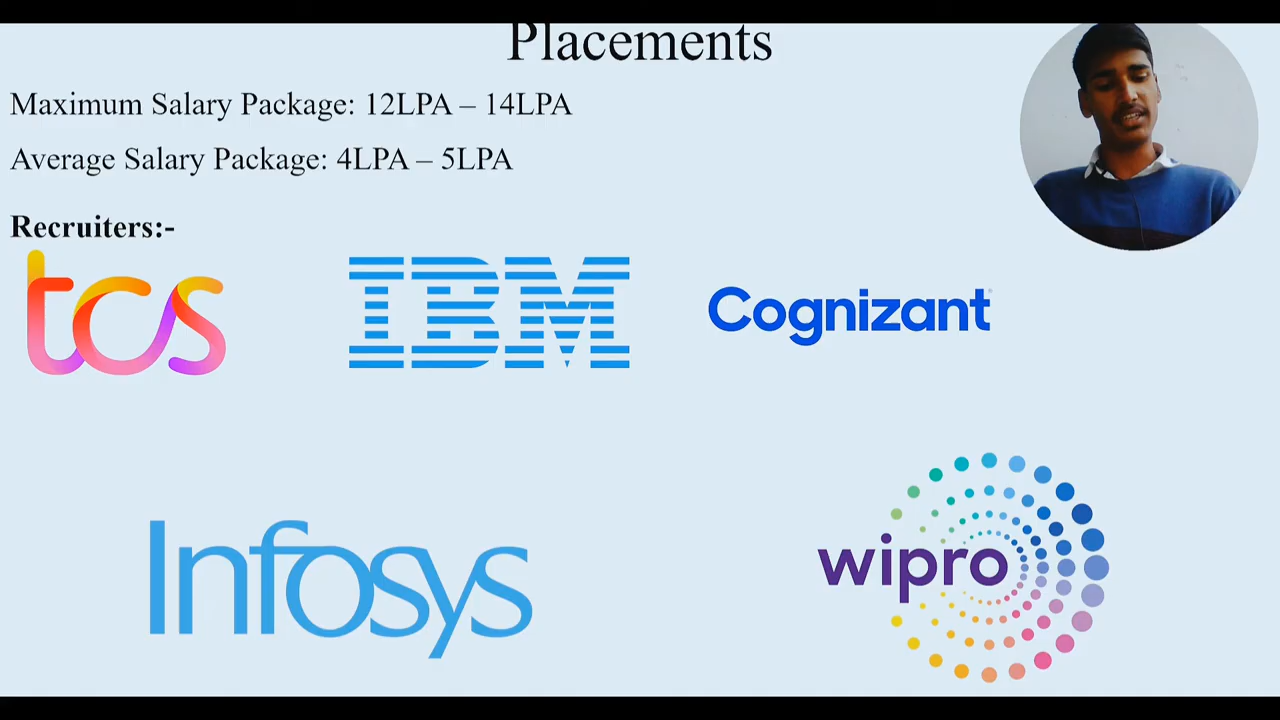 Placements
Maximum Salary Package: 12LPA – 14LPA
Average Salary Package: 4LPA – 5LPA
Recruiters:-
tcs
IBM
Cognizant
Infosys
wipro